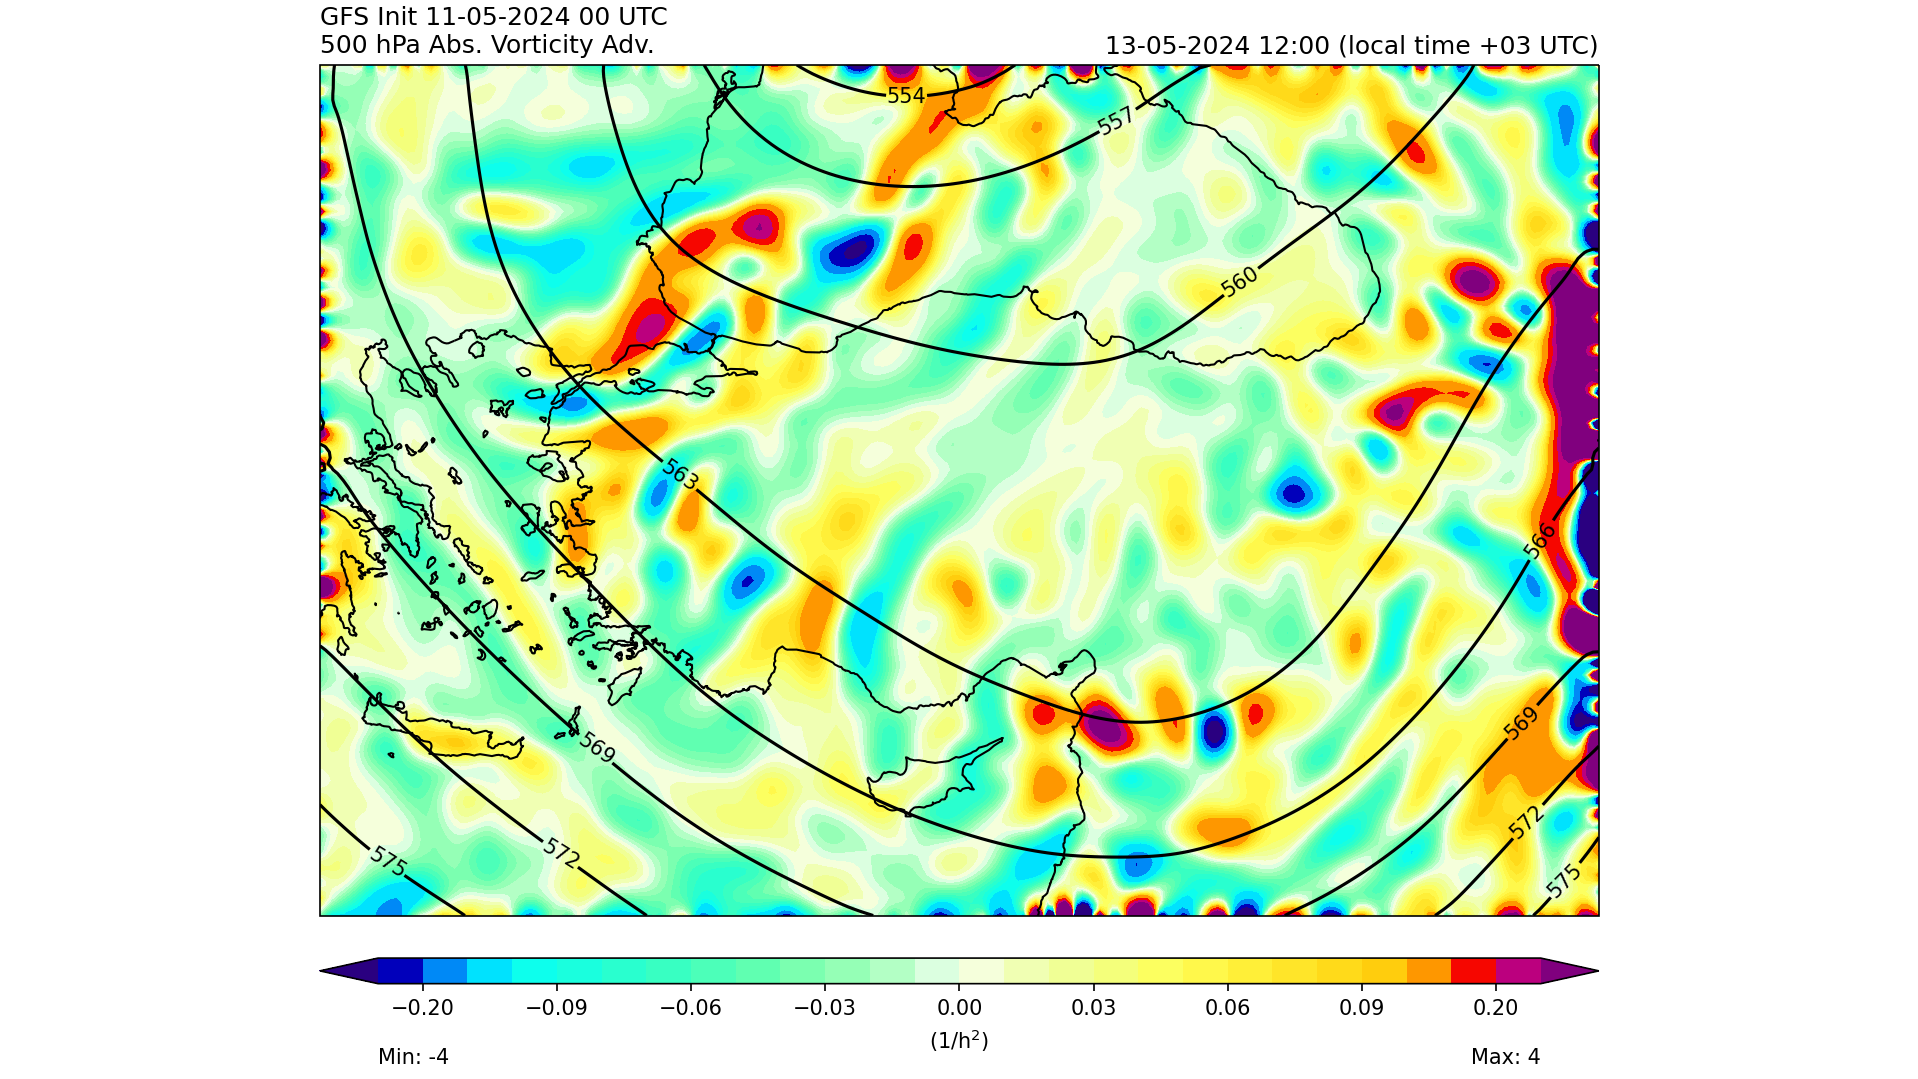 GFS Init 11-05-2024 00 UTC
500 hPa Abs. Vorticity Adv.
13-05-2024 12:00 (local time +03 UTC)
554
557
560
563
566
569
569
572
572
575
575
−0.20 −0.09 −0.06 −0.03 0.00 0.03 0.06 0.09 0.20
(1/h²)
Min: -4
Max: 4